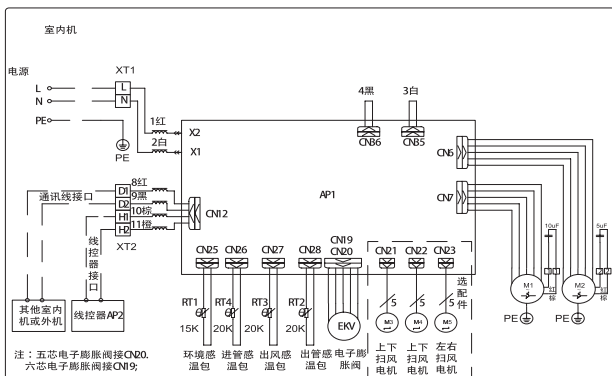 室内机
电源
XT1
L
L
N
N
PE
PE
1红
2白
X2
X1
4黑
3白
CN36
CN35
CN6
CN7
AP1
通讯线接口
D1
8红
D2
9黑
H1
10棕
H2
11橙
XT2
CN12
线控器接口
其他室内
机或外机
线控器AP2
CN25
CN26
CN27
CN28
CN19
CN20
CN21
CN22
CN23
选配件
RT1
RT4
RT3
RT2
15K
20K
20K
20K
EKV
5
5
5
M3
M4
M5
环境感
温包
进管感
温包
出风感
温包
出管感
温包
电子膨
胀阀
上下
扫风
电机
上下
扫风
电机
左右
扫风
电机
10uF
5uF
M1
M2
红
棕
红
棕
PE
PE
注：五芯电子膨胀阀接CN20.
六芯电子膨胀阀接CN19;